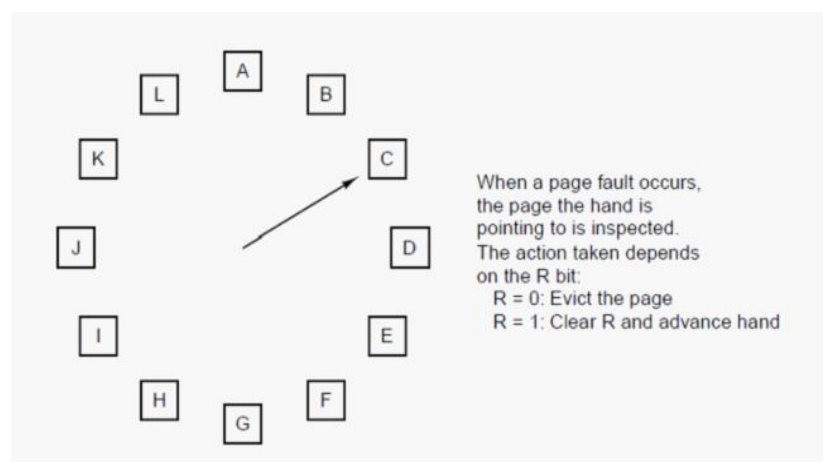 A
L
B
K
C
J
D
I
E
H
F
G
When a page fault occurs,
the page the hand is
pointing to is inspected.
The action taken depends
on the R bit:
R = 0: Evict the page
R = 1: Clear R and advance hand